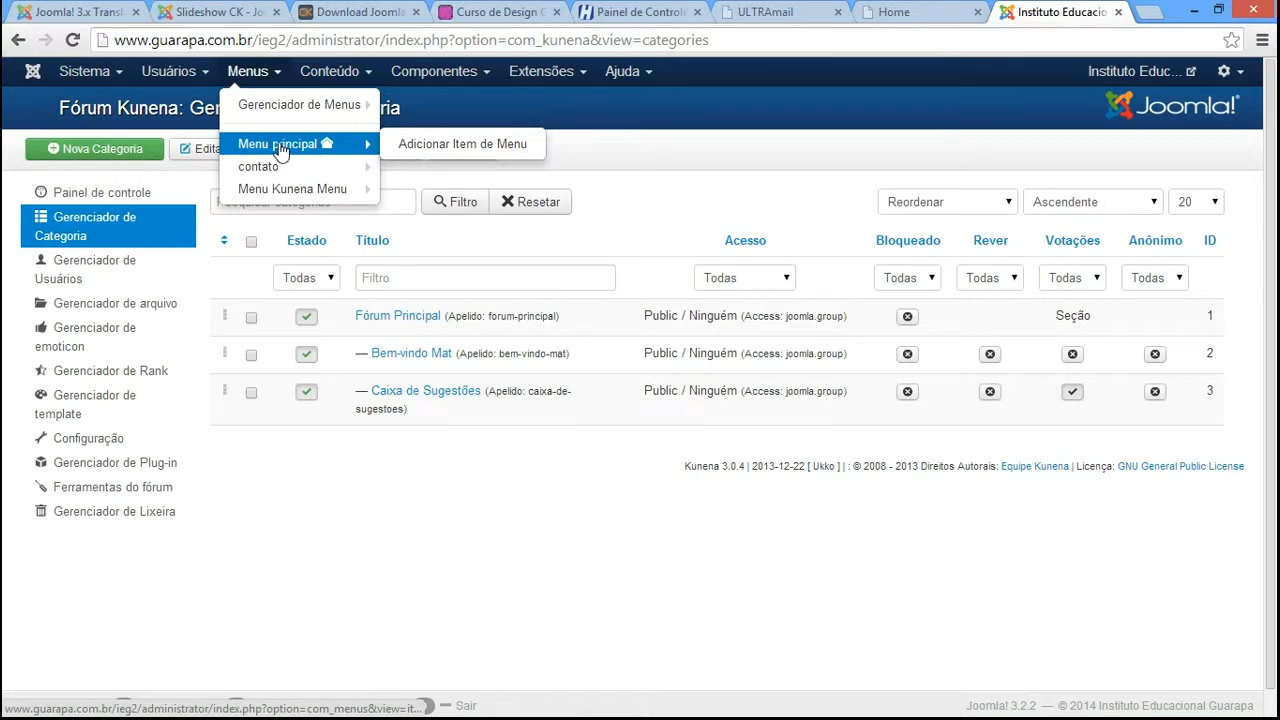 Joomla! 3.x Transl
Slideshow CK - Jo
Download Joomla
Curso de Design G
Painel de Control
ULTRAmail
Home
Instituto Educacio
www.guarapa.com.br/ieg2/administrator/index.php?option=com_kunena&view=categories
Sistema
Usuários
Menus
Conteúdo
Componentes
Extensões
Ajuda
Instituto Educ...
Fórum Kunena: Ge
ia
Joomla!
Gerenciador de Menus
Menu principal
Adicionar Item de Menu
contato
Menu Kunena Menu
Nova Categoria
Edita
Filtro
Resetar
Reordenar
Ascendente
20
Painel de controle
Gerenciador de
Categoria
Gerenciador de
Usuários
Gerenciador de arquivo
Gerenciador de
emoticon
Gerenciador de Rank
Gerenciador de
template
Configuração
Gerenciador de Plug-in
Ferramentas do fórum
Gerenciador de Lixeira
Estado
Título
Acesso
Bloqueado
Rever
Votações
Anónimo
ID
Todas
Filtro
Todas
Todas
Todas
Todas
Todas
Fórum Principal (Apelido: forum-principal)
Public / Ninguém (Access: joomla.group)
Seção
1
— Bem-vindo Mat (Apelido: bem-vindo-mat)
Public / Ninguém (Access: joomla.group)
2
— Caixa de Sugestões (Apelido: caixa-de-
sugestoes)
Public / Ninguém (Access: joomla.group)
3
Kunena 3.0.4 | 2013-12-22 [ Ukko ] | : © 2008 - 2013 Direitos Autorais: Equipe Kunena | Licença: GNU General Public License
www.guarapa.com.br/ieg2/administrator/index.php?option=com_menus&view=it...
Sair
Joomla! 3.2.2 — © 2014 Instituto Educacional Guarapa